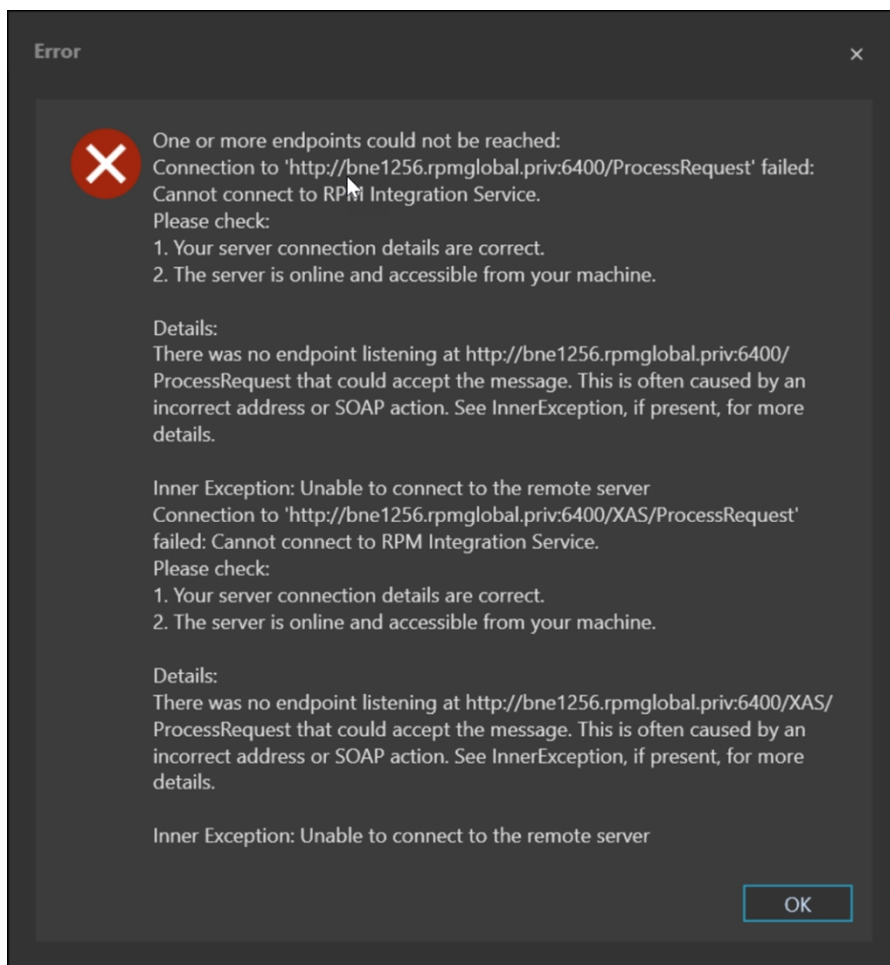 Error
One or more endpoints could not be reached:
Connection to 'http://bne1256.rpmglobal.priv:6400/ProcessRequest' failed:
Cannot connect to RPM Integration Service.
Please check:
1. Your server connection details are correct.
2. The server is online and accessible from your machine.
Details:
There was no endpoint listening at http://bne1256.rpmglobal.priv:6400/
ProcessRequest that could accept the message. This is often caused by an
incorrect address or SOAP action. See InnerException, if present, for more
details.
Inner Exception: Unable to connect to the remote server
Connection to 'http://bne1256.rpmglobal.priv:6400/XAS/ProcessRequest'
failed: Cannot connect to RPM Integration Service.
Please check:
1. Your server connection details are correct.
2. The server is online and accessible from your machine.
Details:
There was no endpoint listening at http://bne1256.rpmglobal.priv:6400/XAS/
ProcessRequest that could accept the message. This is often caused by an
incorrect address or SOAP action. See InnerException, if present, for more
details.
Inner Exception: Unable to connect to the remote server
OK